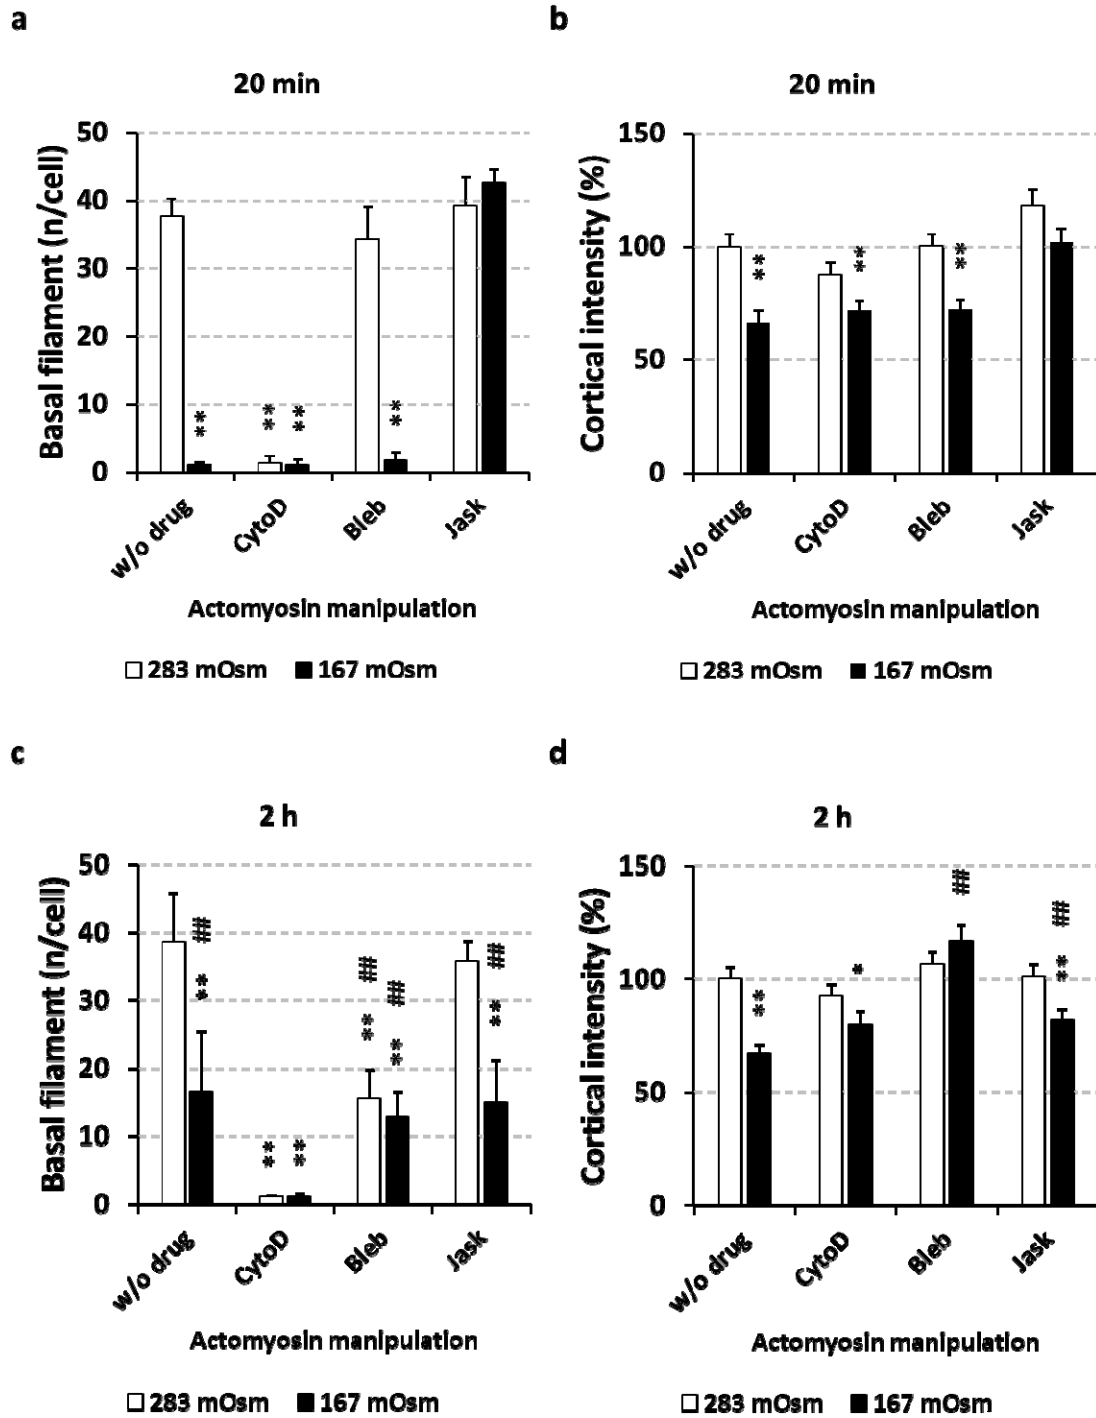 a
20 min
Basal filament (n/cell)
50
40
30
20
10
0
** ** ** **
w/o drug CytoD Bleb Jask
Actomyosin manipulation
283 mOsm 167 mOsm
b
20 min
Cortical intensity (%)
150
100
50
0
** ** **
w/o drug CytoD Bleb Jask
Actomyosin manipulation
283 mOsm 167 mOsm
c
2 h
Basal filament (n/cell)
50
40
30
20
10
0
## ## ## ##
** ** ** ** ** **
w/o drug CytoD Bleb Jask
Actomyosin manipulation
283 mOsm 167 mOsm
d
2 h
Cortical intensity (%)
150
100
50
0
## ##
** * **
w/o drug CytoD Bleb Jask
Actomyosin manipulation
283 mOsm 167 mOsm